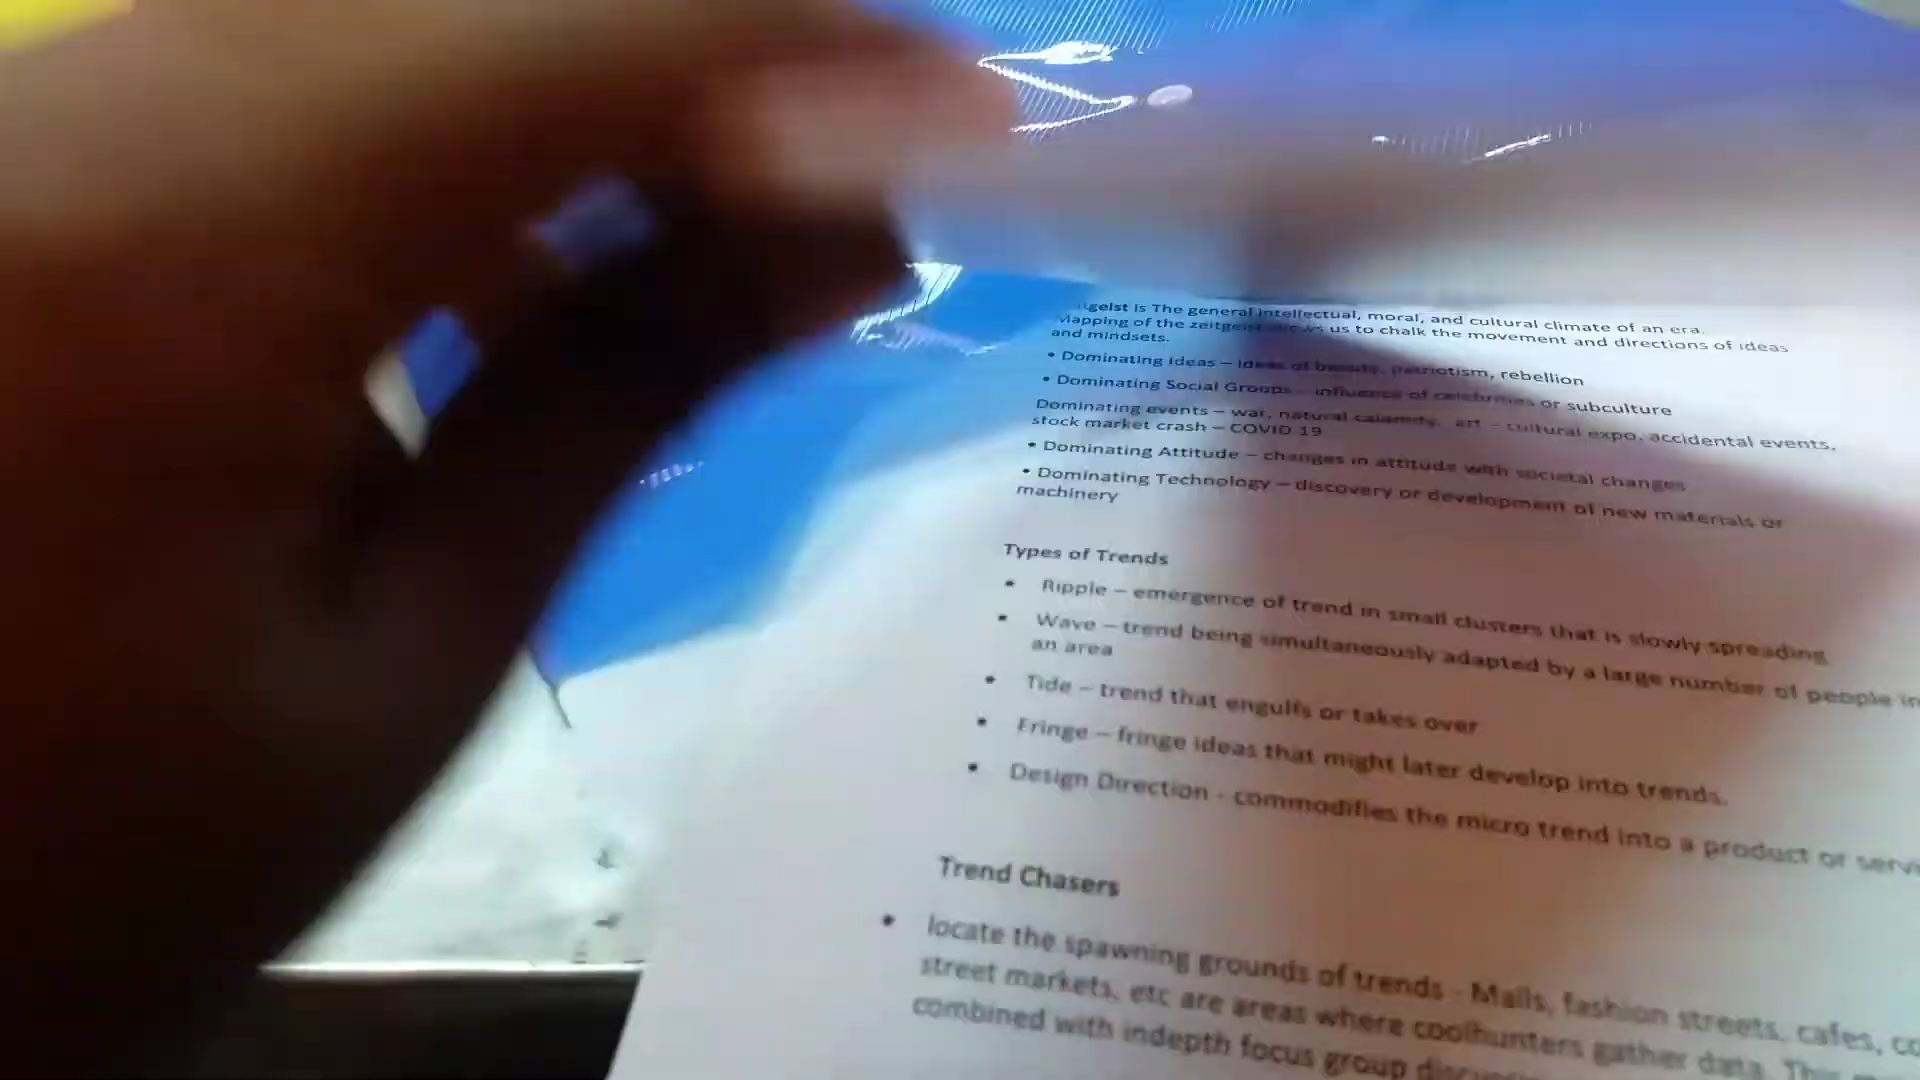 is The general intellectual, moral, and cultural climate of an era.
Mapping of the us to chalk the movement and directions of ideas
and mindsets.
• Dominating Ideas – ideas of beauty, patriotism, rebellion
• Dominating Social Groups – influence of celebrities or subculture
Dominating events – war, natural calamity, art – cultural expo, accidental events,
stock market crash – COVID 19
• Dominating Attitude – changes in attitude with societal changes
• Dominating Technology – discovery or development of new materials or
machinery
Types of Trends
• Ripple – emergence of trend in small clusters that is slowly spreading
• Wave – trend being simultaneously adapted by a large number of people in
an area
• Tide – trend that engulfs or takes over
• Fringe – fringe ideas that might later develop into trends.
• Design Direction - commodifies the micro trend into a product or
Trend Chasers
• locate the spawning grounds of trends - Malls, fashion streets, cafes,
street markets, etc are areas where coolhunters gather data. This
combined with indepth focus group